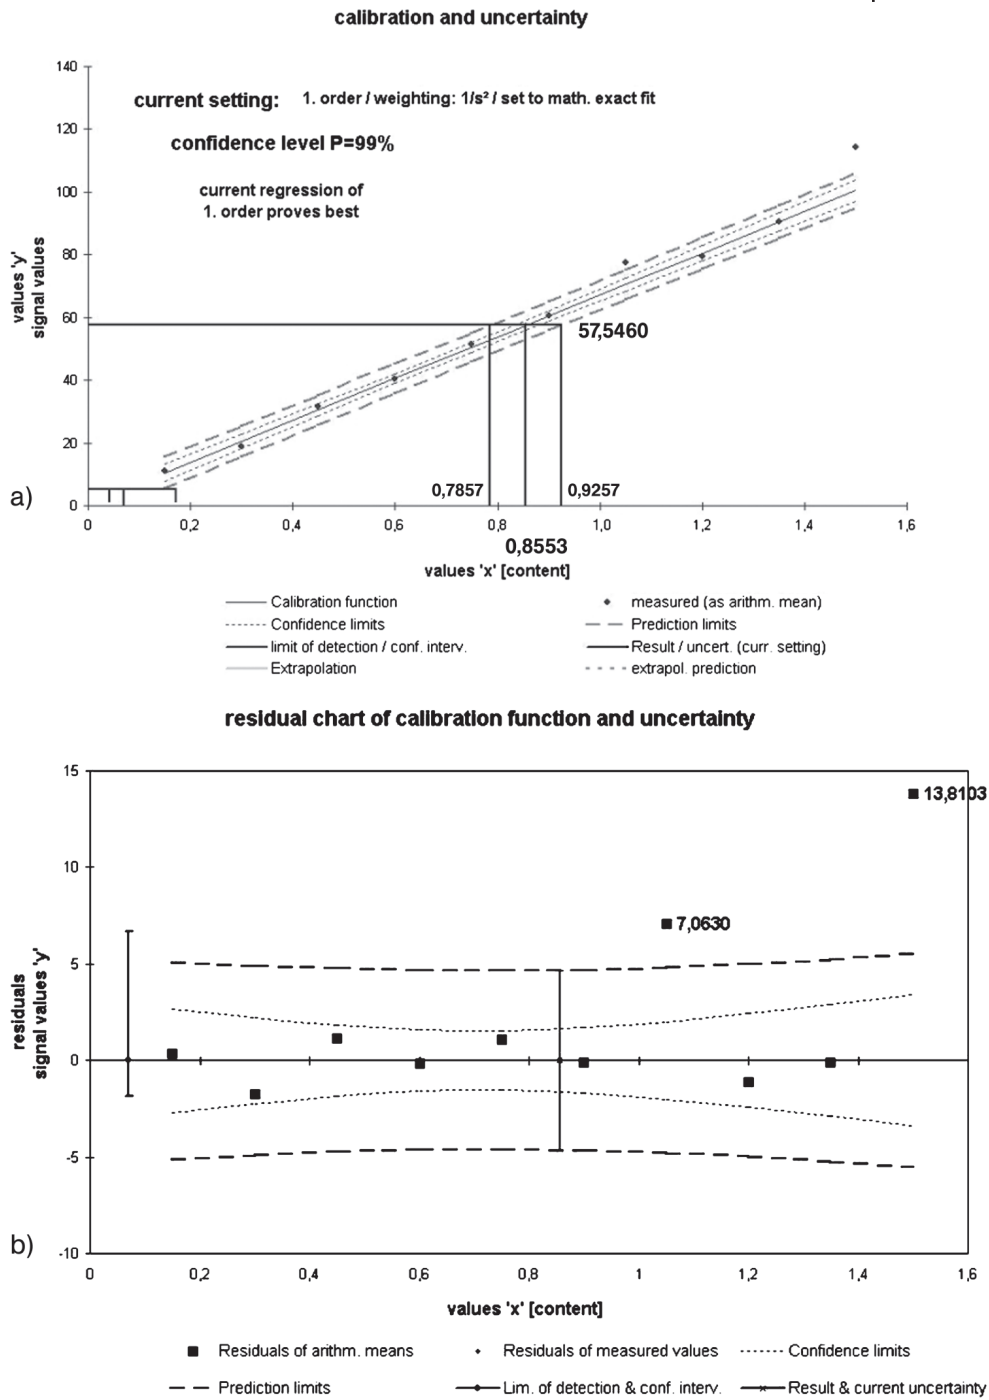 calibration and uncertainty
140
120
100
80
60
40
20
0
values 'y'
signal values
current setting: 1. order / weighting: 1/s² / set to math. exact fit
confidence level P=99%
current regression of
1. order proves best
57,5460
0,7857
0,9257
a)
0 0,2 0,4 0,6 0,8 1,0 1,2 1,4 1,6
0,8553
values 'x' [content]
Calibration function
measured (as arithm. mean)
Confidence limits
Prediction limits
limit of detection / conf. interv.
Result / uncert. (curr. setting)
Extrapolation
extrapol. prediction
residual chart of calibration function and uncertainty
15
10
5
0
-5
-10
residuals
signal values 'y'
13,8103
7,0630
b)
0 0,2 0,4 0,6 0,8 1 1,2 1,4 1,6
values 'x' [content]
Residuals of arithm. means
Residuals of measured values
Confidence limits
Prediction limits
Lim. of detection & conf. interv.
Result & current uncertainty